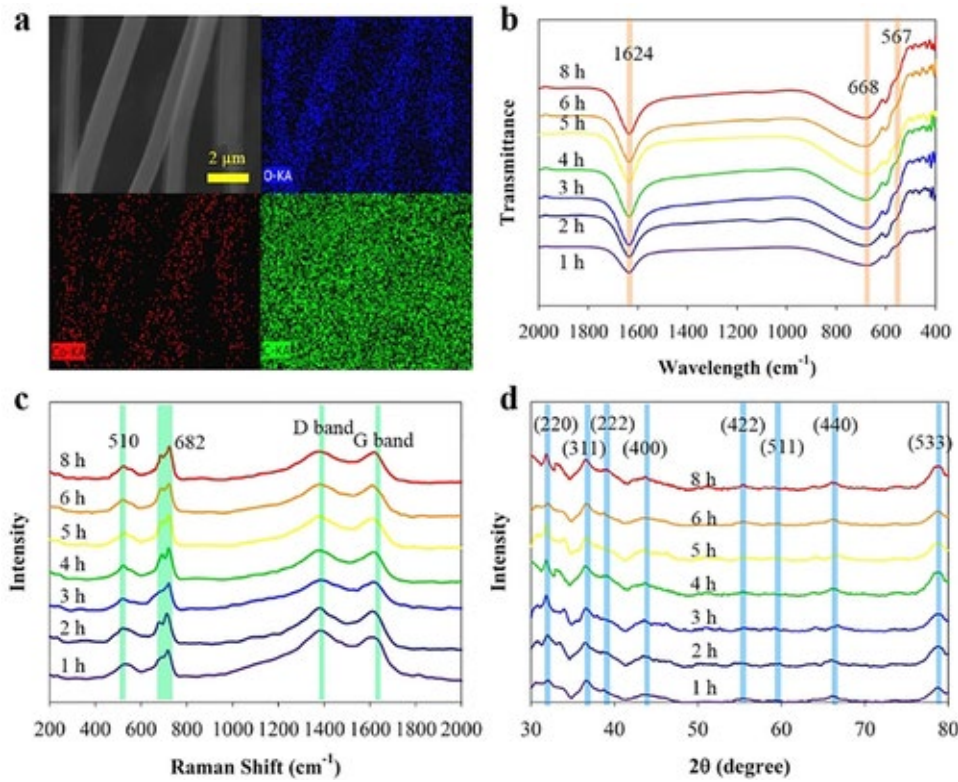 a
2 μm
O-KA
Co-KA
b
1624
567
668
8 h
6 h
5 h
4 h
3 h
2 h
1 h
Transmittance
2000 1800 1600 1400 1200 1000 800 600 400
Wavelength (cm-1)
c
510
682
D band
G band
8 h
6 h
5 h
4 h
3 h
2 h
1 h
Intensity
200 400 600 800 1000 1200 1400 1600 1800 2000
Raman Shift (cm-1)
d
(220)
(311)
(222)
(400)
(422)
(511)
(440)
(533)
8 h
6 h
5 h
4 h
3 h
2 h
1 h
Intensity
30 40 50 60 70 80
2θ (degree)